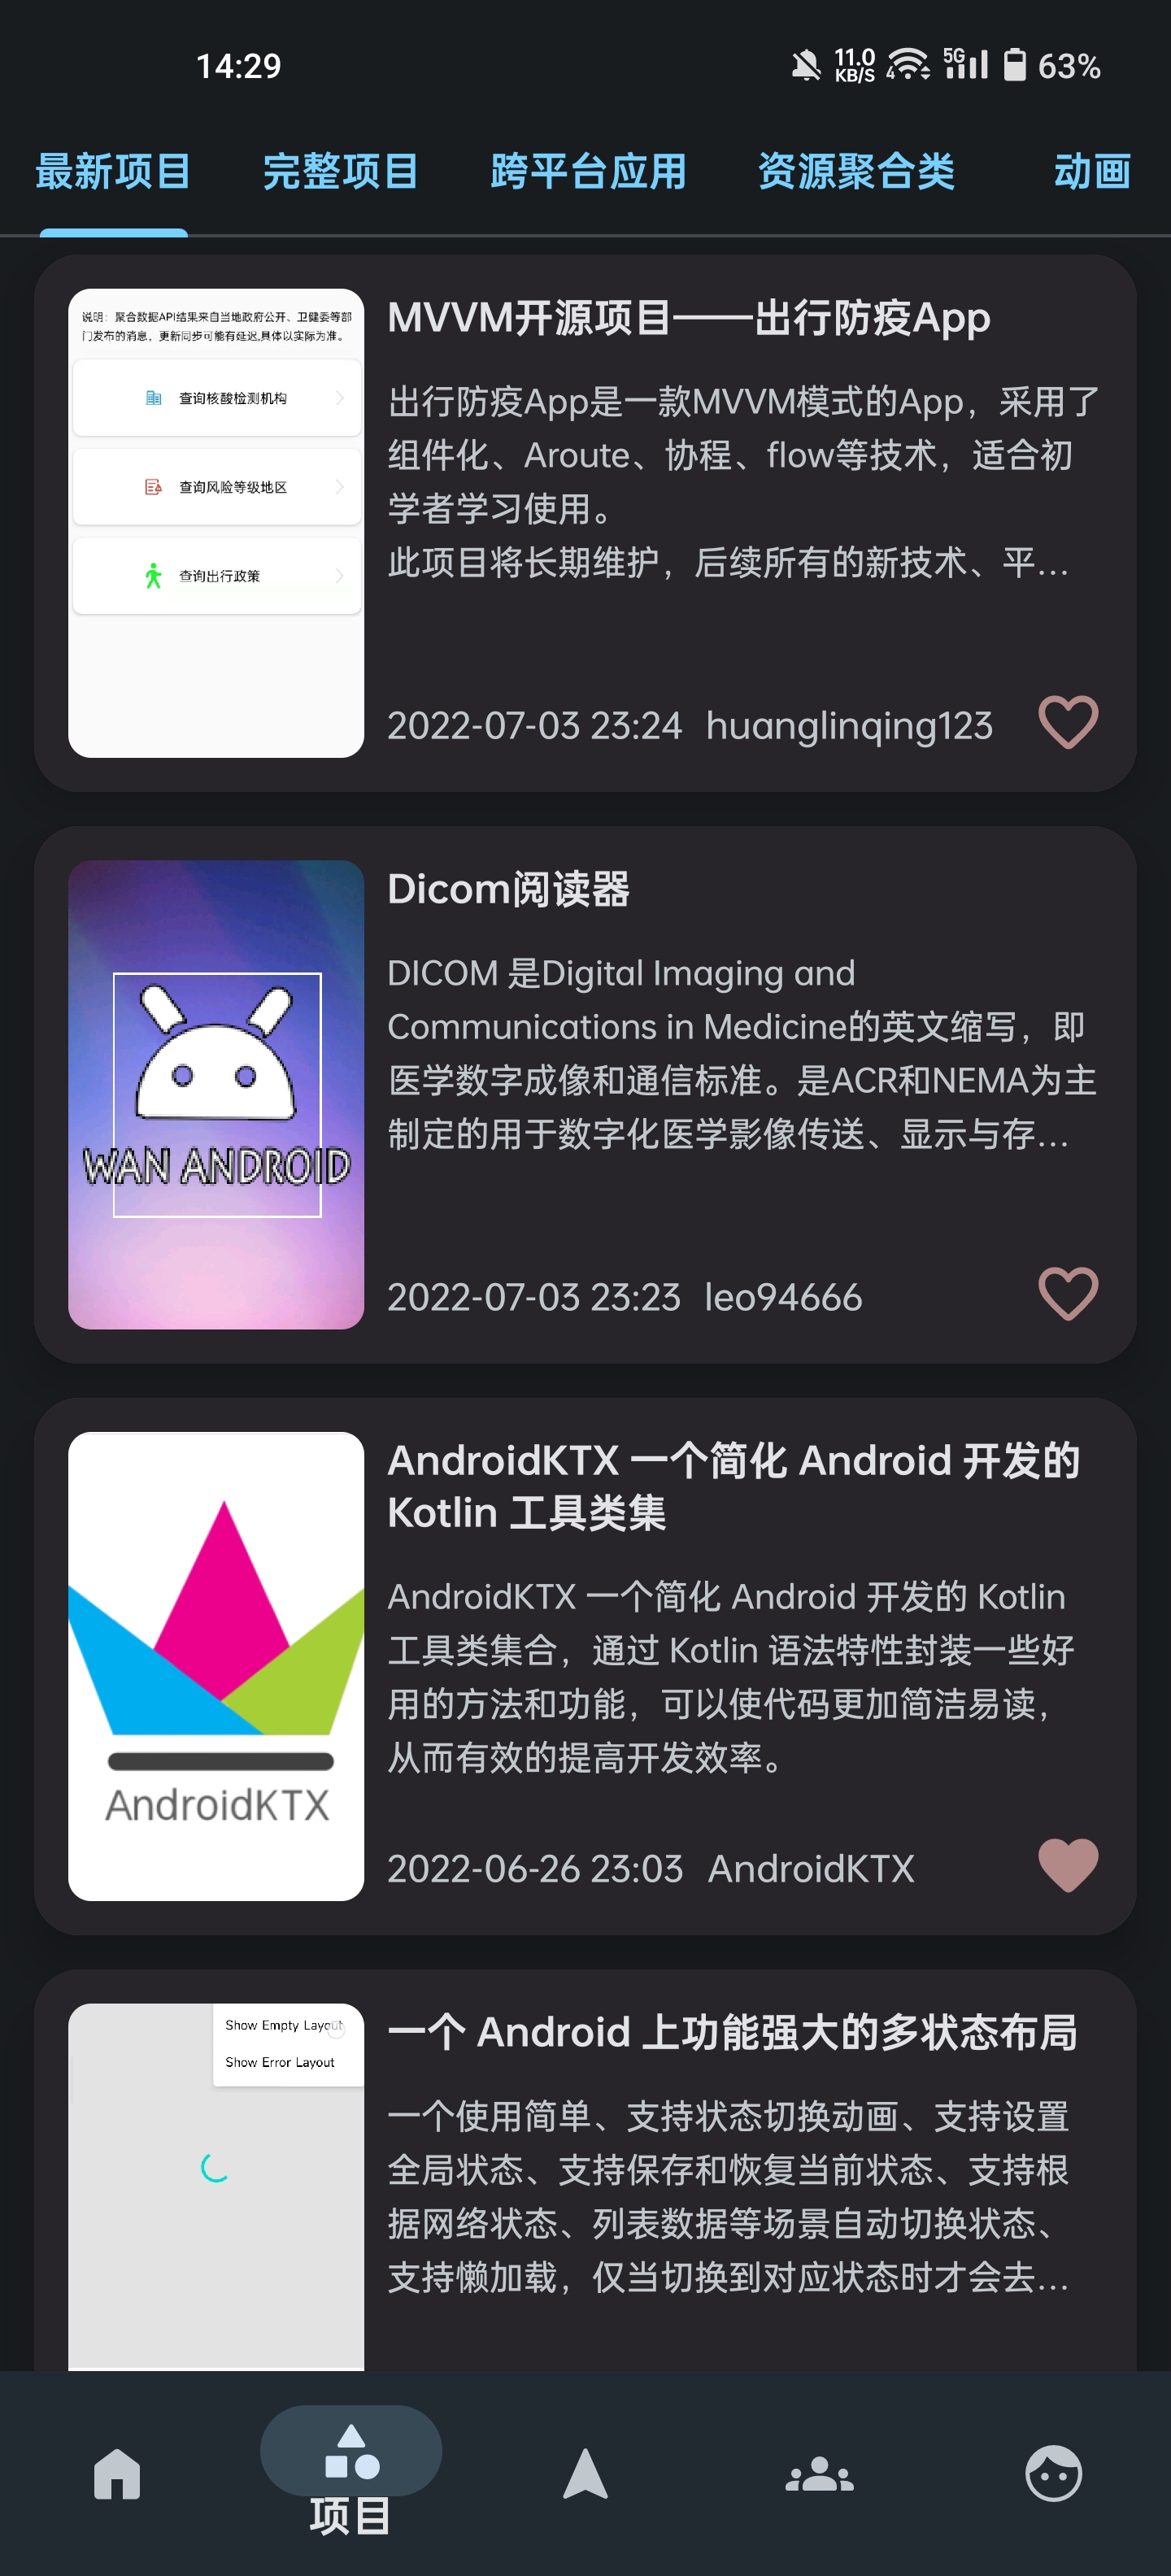 14:29
11.0
KB/S
4
5G
63%
最新项目
完整项目
跨平台应用
资源聚合类
动画
说明：聚合数据API结果来自当地政府公开、卫健委等部
门发布的消息，更新同步可能有延迟,具体以实际为准。
查询核酸检测机构
查询风险等级地区
查询出行政策
MVVM开源项目——出行防疫App
出行防疫App是一款MVVM模式的App，采用了
组件化、Aroute、协程、flow等技术，适合初
学者学习使用。
此项目将长期维护，后续所有的新技术、平...
2022-07-03 23:24 huanglinqing123
WAN ANDROID
Dicom阅读器
DICOM 是Digital Imaging and
Communications in Medicine的英文缩写，即
医学数字成像和通信标准。是ACR和NEMA为主
制定的用于数字化医学影像传送、显示与存...
2022-07-03 23:23 leo94666
AndroidKTX
AndroidKTX 一个简化 Android 开发的
Kotlin 工具类集
AndroidKTX 一个简化 Android 开发的 Kotlin
工具类集合，通过 Kotlin 语法特性封装一些好
用的方法和功能，可以使代码更加简洁易读，
从而有效的提高开发效率。
2022-06-26 23:03 AndroidKTX
Show Empty Layout
Show Error Layout
一个 Android 上功能强大的多状态布局
一个使用简单、支持状态切换动画、支持设置
全局状态、支持保存和恢复当前状态、支持根
据网络状态、列表数据等场景自动切换状态、
支持懒加载，仅当切换到对应状态时才会去...
项目